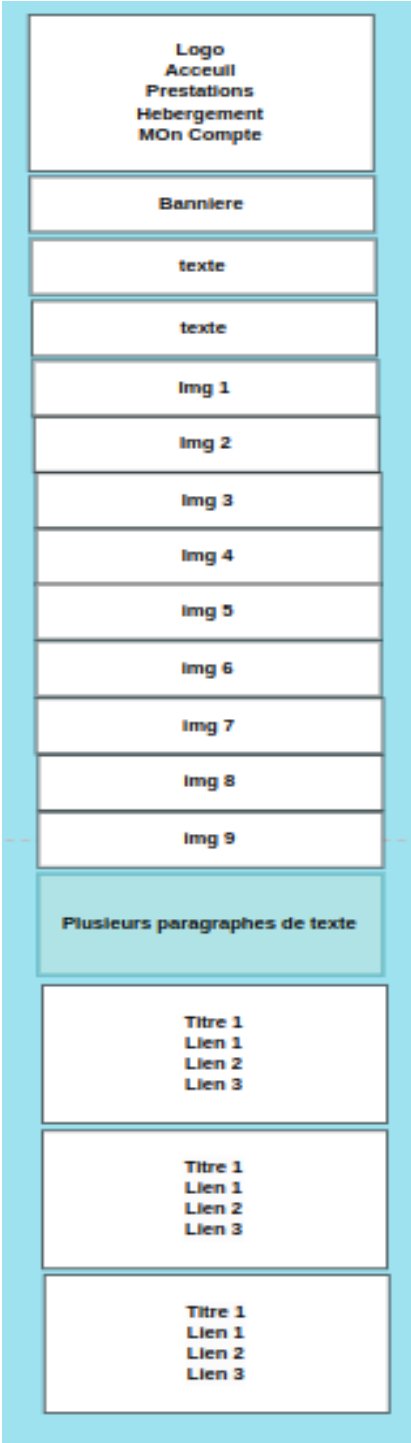 Logo
Acceuil
Prestations
Hebergement
MOn Compte
Banniere
texte
texte
Img 1
Img 2
Img 3
Img 4
img 5
img 6
Img 7
Img 8
Img 9
Plusieurs paragraphes de texte
Titre 1
Lien 1
Lien 2
Lien 3
Titre 1
Lien 1
Lien 2
Lien 3
Titre 1
Lien 1
Lien 2
Lien 3